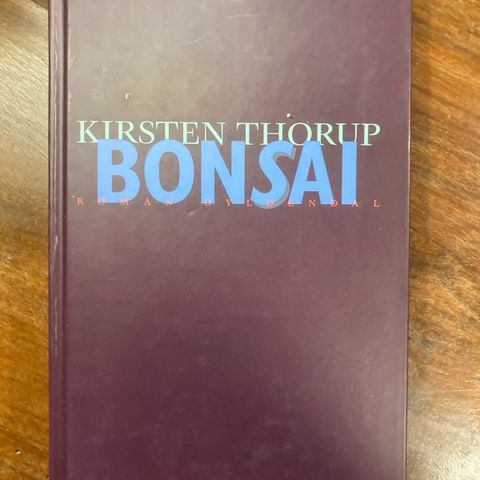 KIRSTEN THORUP
BONSAI
ROMAN GYLDENDAL